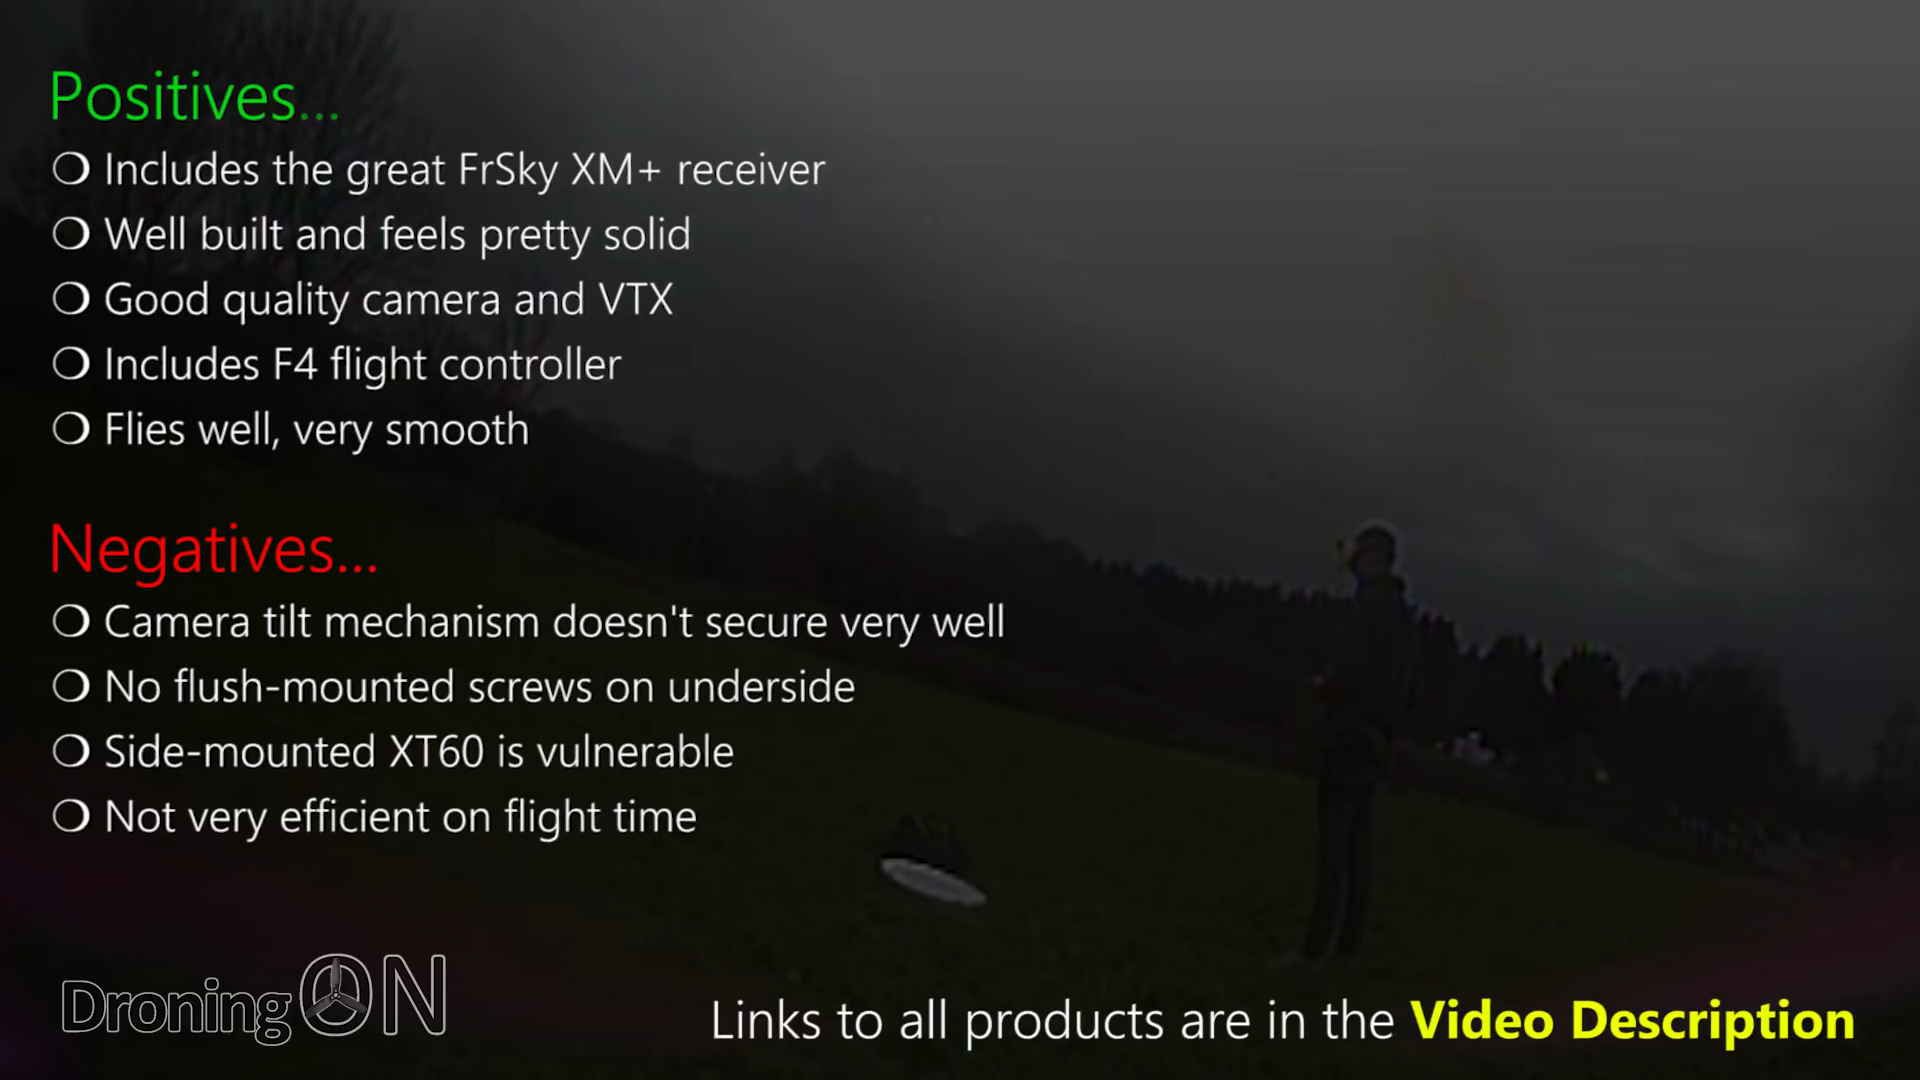 Positives...
Includes the great FrSky XM+ receiver
Well built and feels pretty solid
Good quality camera and VTX
Includes F4 flight controller
Flies well, very smooth
Negatives...
Camera tilt mechanism doesn't secure very well
No flush-mounted screws on underside
Side-mounted XT60 is vulnerable
Not very efficient on flight time
DroningON
Links to all products are in the Video Description